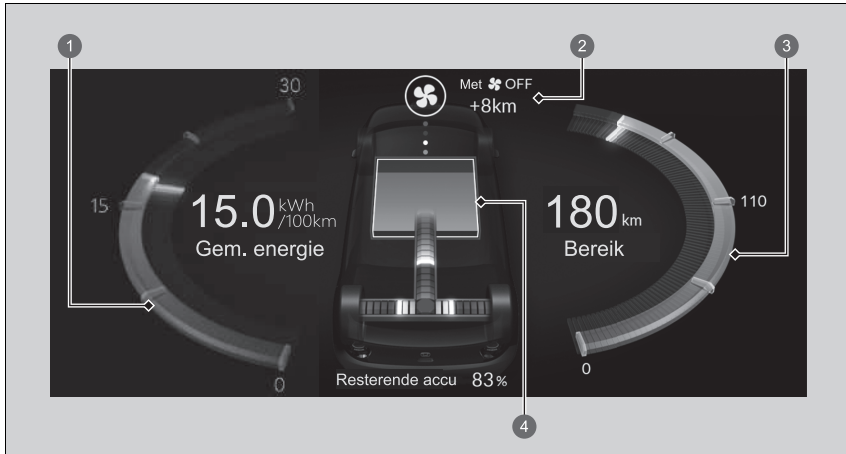 1
2
3
30
Met OFF
+8km
15
15.0 kWh
/100km
Gem. energie
180 km
Bereik
110
0
0
Resterende accu 83%
4